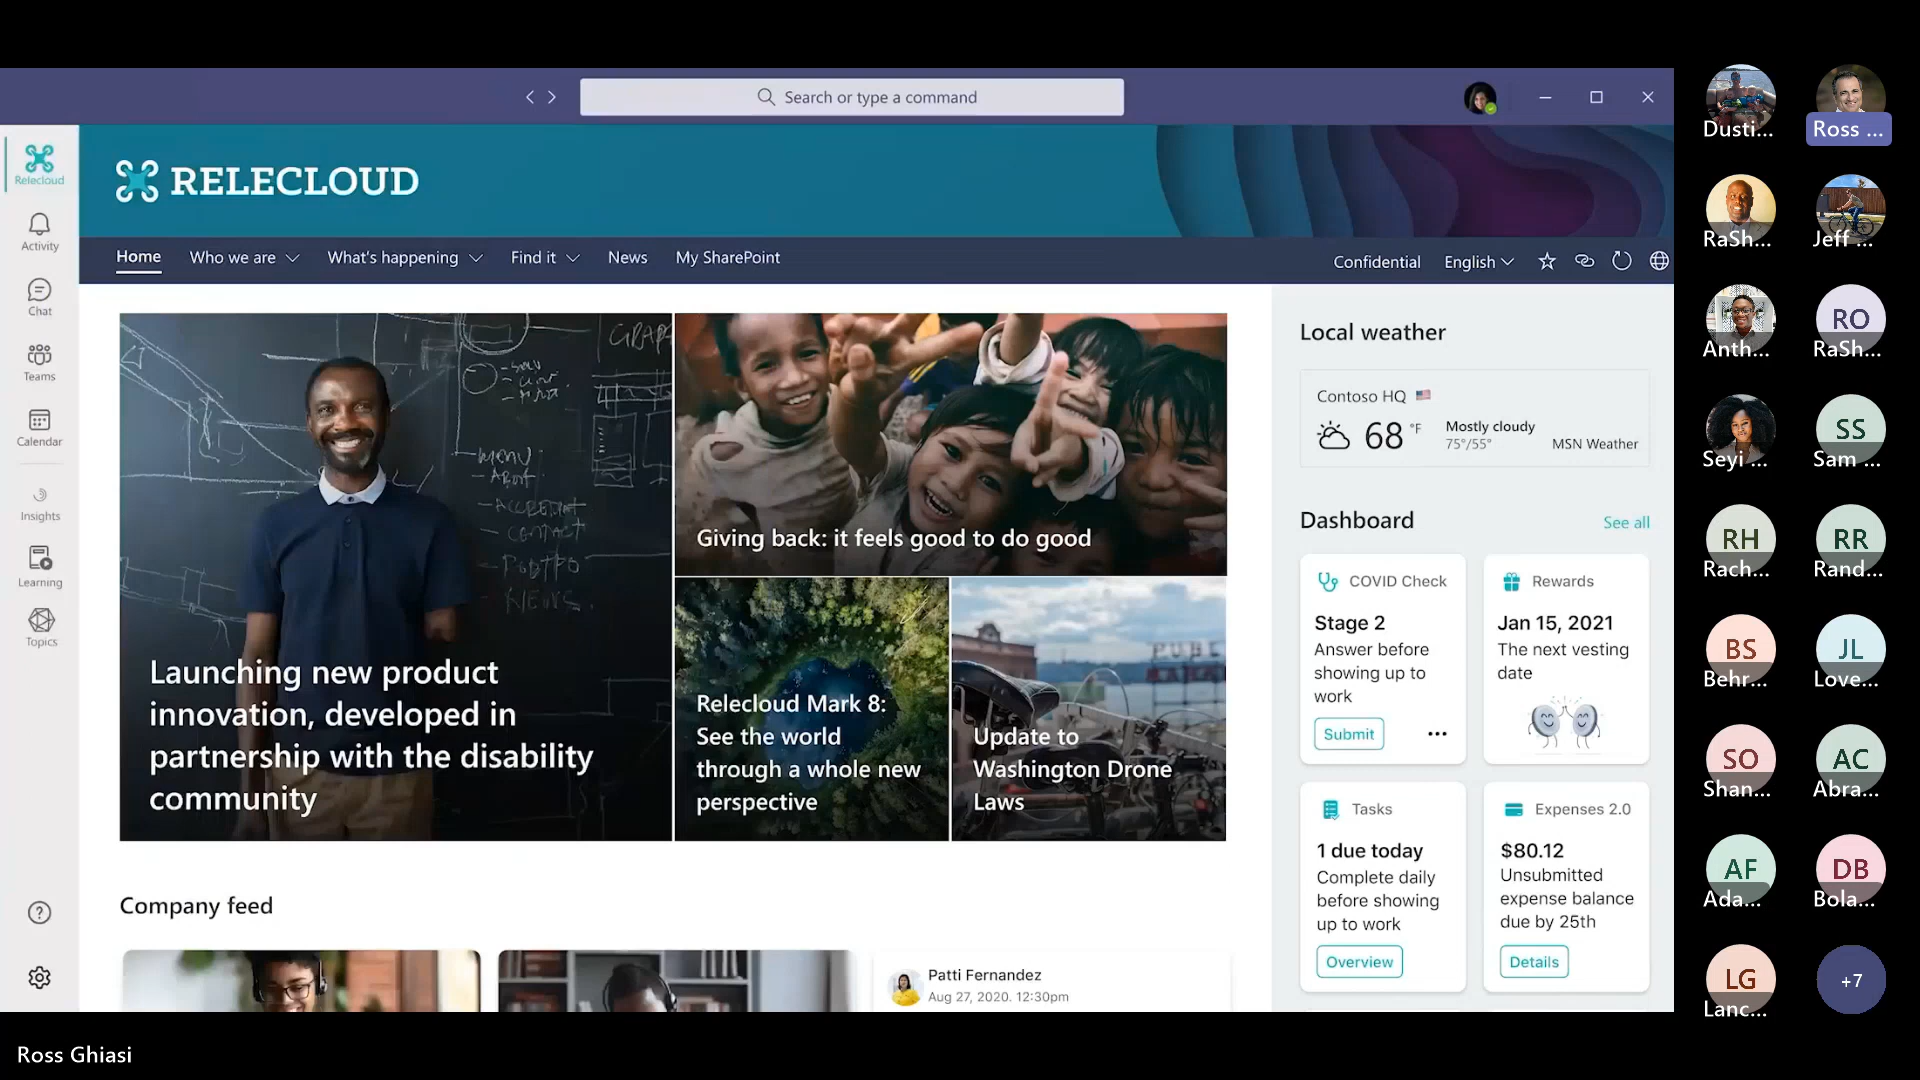 Search or type a command
Relecloud
RELECLOUD
Home Who we are What's happening Find it News My SharePoint
Confidential English
Activity
Chat
Teams
Calendar
Insights
Learning
Topics
Launching new product
innovation, developed in
partnership with the disability
community
Giving back: it feels good to do good
Relecloud Mark 8:
See the world
through a whole new
perspective
Update to
Washington Drone
Laws
Company feed
Patti Fernandez
Aug 27, 2020. 12:30pm
Local weather
Contoso HQ
68 °F
Mostly cloudy
75°/55°
MSN Weather
Dashboard See all
COVID Check
Stage 2
Answer before
showing up to
work
Submit
Rewards
Jan 15, 2021
The next vesting
date
Tasks
1 due today
Complete daily
before showing
up to work
Overview
Expenses 2.0
$80.12
Unsubmitted
expense balance
due by 25th
Details
Dusti... Ross ...
RaSh... Jeff ...
Anth... RO RaSh...
Seyi ... SS Sam ...
RH Rach... RR Rand...
BS Behr... JL Love...
SO Shan... AC Abra...
AF Ada... DB Bola...
LG Lanc... +7
Ross Ghiasi